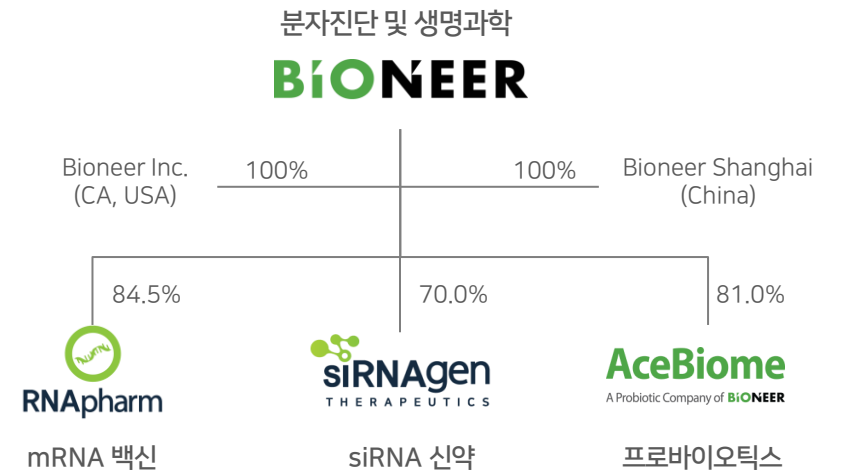 분자진단 및 생명과학
BIONEER
Bioneer Inc.
(CA, USA)
100%
100%
Bioneer Shanghai
(China)
84.5%
70.0%
81.0%
RNApharm
siRNAgen
THERAPEUTICS
AceBiome
A Probiotic Company of BIONEER
mRNA 백신
siRNA 신약
프로바이오틱스